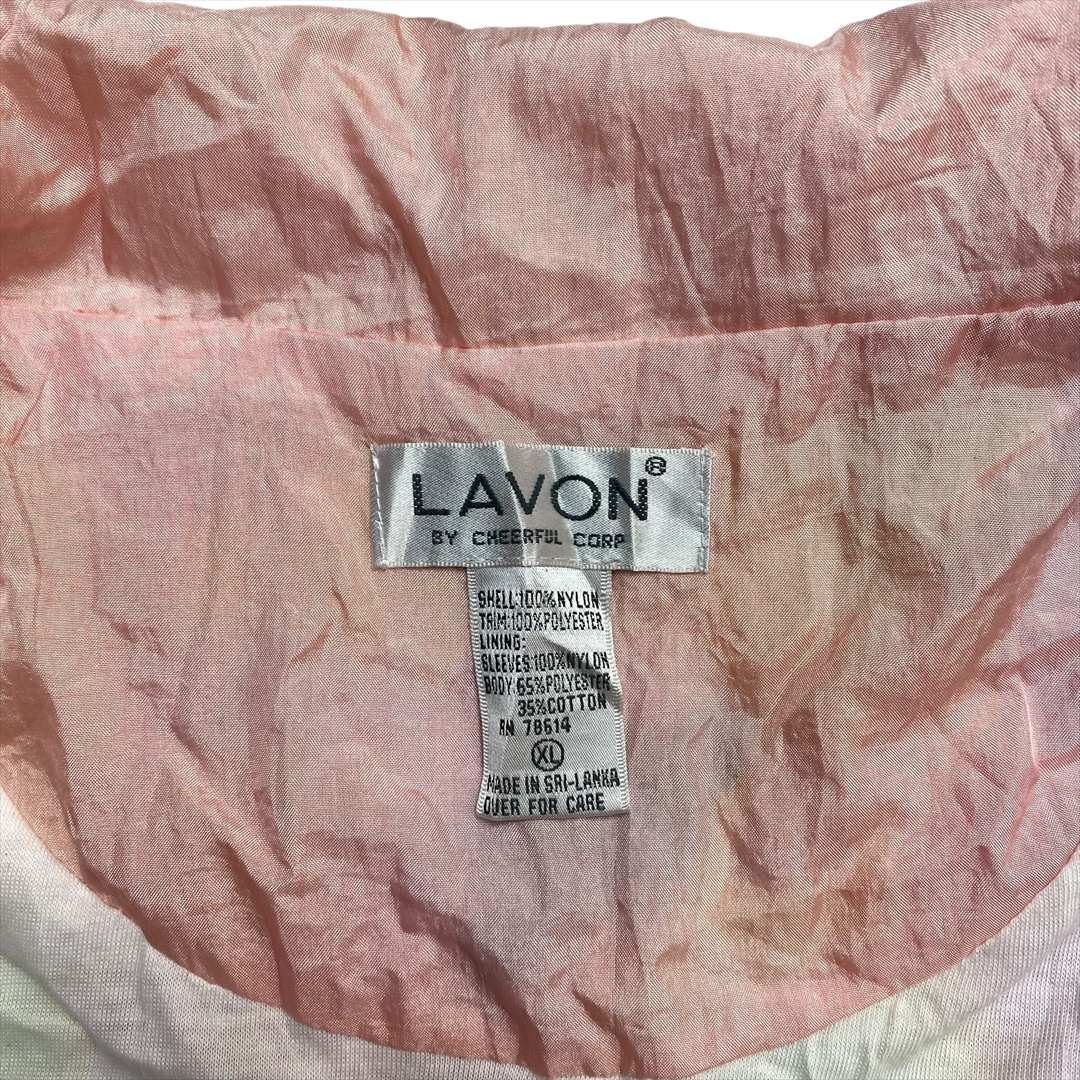 LAVON®
BY CHEERFUL CORP
SHELL:100%NYLON
TRIM:100%POLYESTER
LINING:
SLEEVES:100%NYLON
BODY:65%POLYESTER
35%COTTON
RN 78614
XL
MADE IN SRI-LANKA
OVER FOR CARE